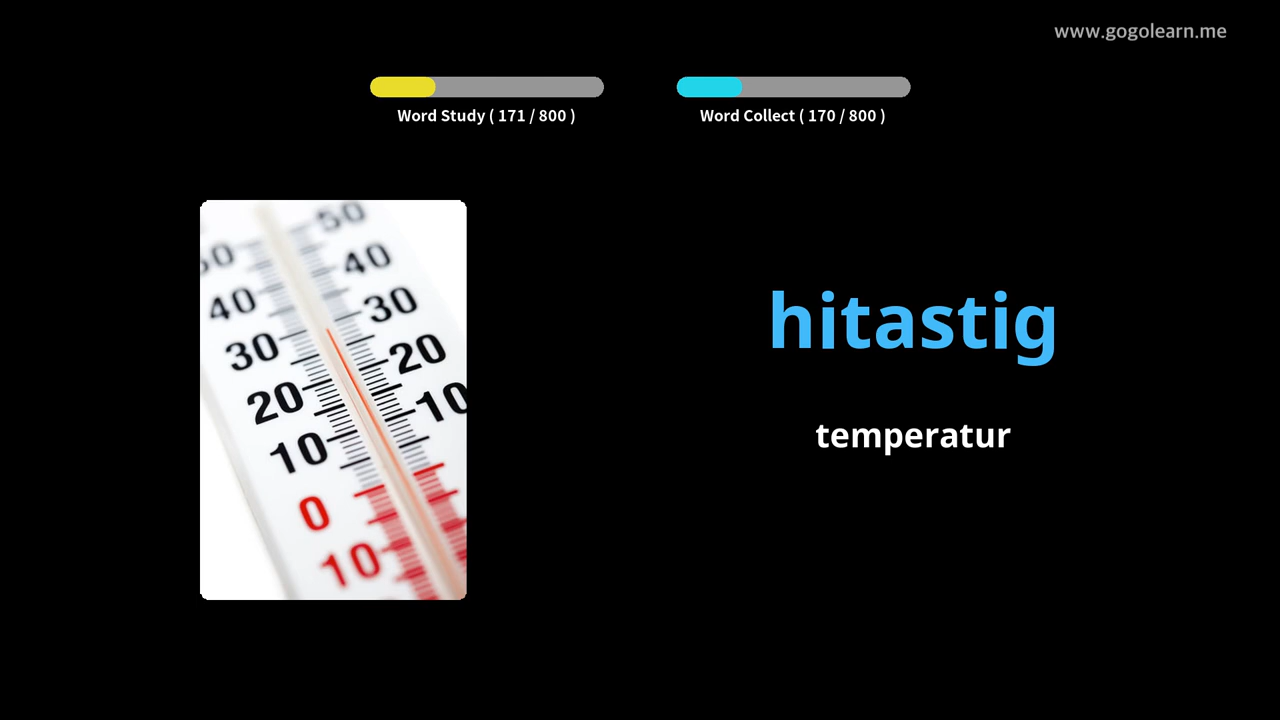 www.gogolearn.me
Word Study ( 171 / 800 )
Word Collect ( 170 / 800 )
50
50
40
40
30
30
20
20
10
10
0
10
hitastig
temperatur